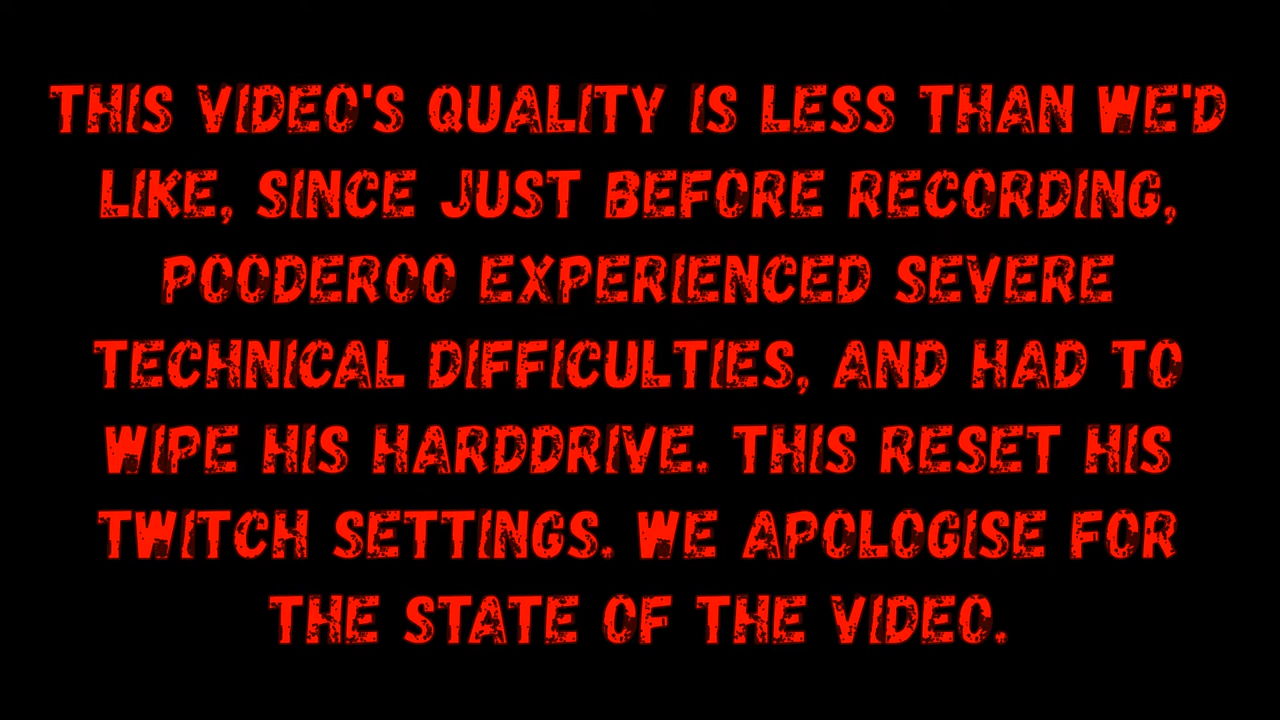 THIS VIDEO'S QUALITY IS LESS THAN WE'D
LIKE, SINCE JUST BEFORE RECORDING,
POODEROO EXPERIENCED SEVERE
TECHNICAL DIFFICULTIES, AND HAD TO
WIPE HIS HARDDRIVE. THIS RESET HIS
TWITCH SETTINGS. WE APOLOGISE FOR
THE STATE OF THE VIDEO.